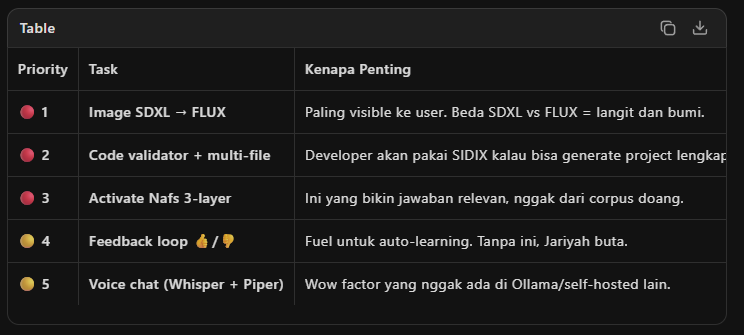 Table
Priority Task Kenapa Penting
🔴 1 Image SDXL → FLUX Paling visible ke user. Beda SDXL vs FLUX = langit dan bumi.
🔴 2 Code validator + multi-file Developer akan pakai SIDIX kalau bisa generate project lengkap
🔴 3 Activate Nafs 3-layer Ini yang bikin jawaban relevan, nggak dari corpus doang.
🟡 4 Feedback loop 👍/👎 Fuel untuk auto-learning. Tanpa ini, Jariyah buta.
🟡 5 Voice chat (Whisper + Piper) Wow factor yang nggak ada di Ollama/self-hosted lain.